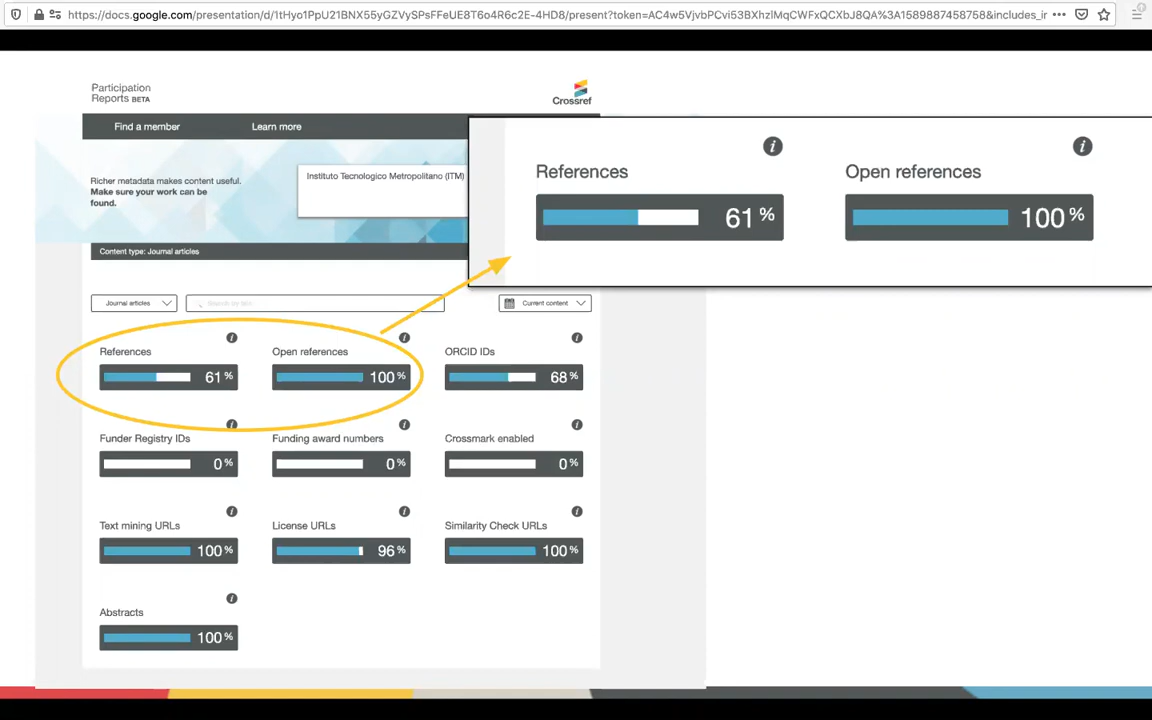 https://docs.google.com/presentation/d/1tHyo1PpU21BNX55yGZVySPsFFeUE8T6o4R6c2E-4HD8/present?token=AC4w5VjvbPCvi53BXhzlMqCWFxQCXbJ8QA%3A1589887458758&includes_ir
Participation
Reports BETA
Crossref
Find a member
Learn more
Richer metadata makes content useful.
Make sure your work can be
found.
Instituto Tecnologico Metropolitano (ITM)
Content type: Journal articles
References
61 %
Open references
100 %
Journal articles
Search by title
Current content
References
61 %
Open references
100 %
ORCID IDs
68 %
Funder Registry IDs
0 %
Funding award numbers
0 %
Crossmark enabled
0 %
Text mining URLs
100 %
License URLs
96 %
Similarity Check URLs
100 %
Abstracts
100 %